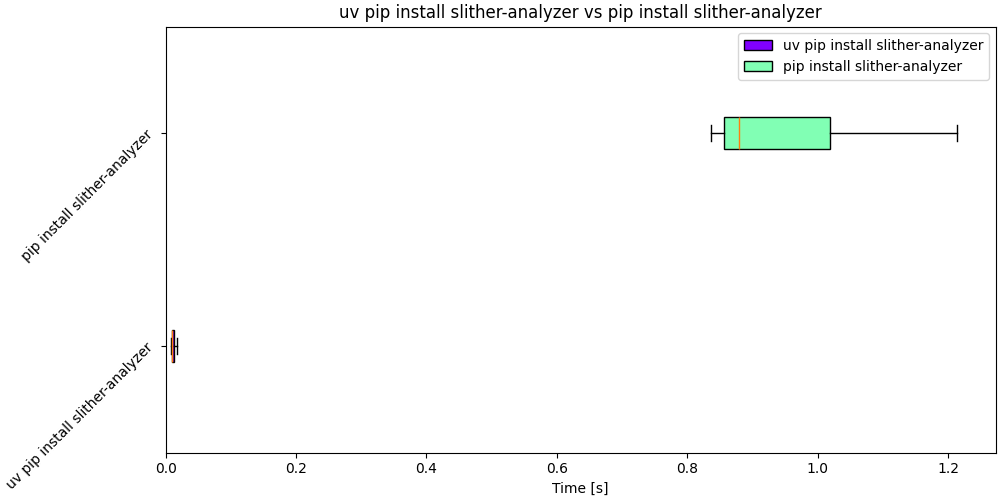 uv pip install slither-analyzer vs pip install slither-analyzer
uv pip install slither-analyzer
pip install slither-analyzer
pip install slither-analyzer
uv pip install slither-analyzer
0.0
0.2
0.4
0.6
0.8
1.0
1.2
Time [s]